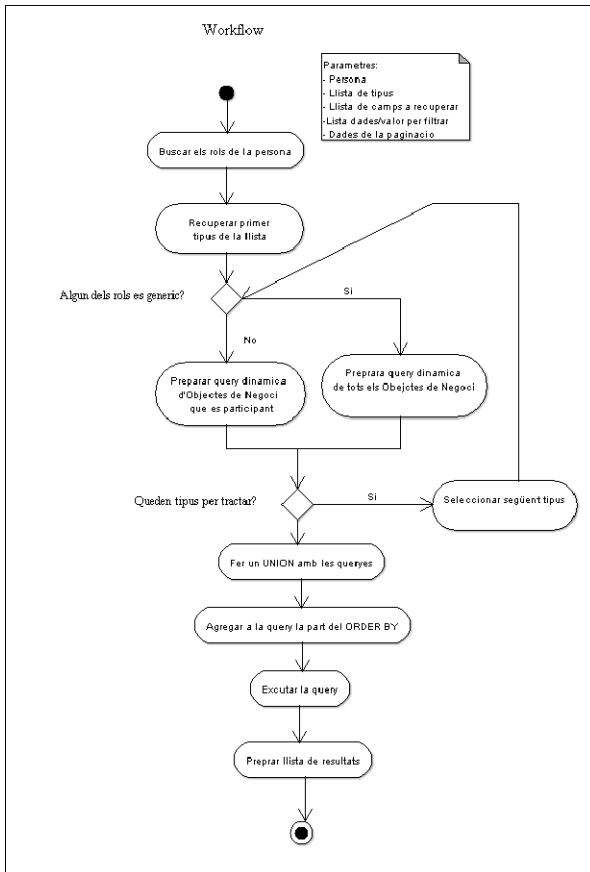 Workflow
Parametres:
- Persona
- Llista de tipus
- Llista de camps a recuperar
-Lista dades/valor per filtrar
- Dades de la paginacio
Buscar els rols de la persona
Recuperar primer
tipus de la llista
Algun dels rols es generic?
Si
No
Preparar query dinamica
d'Objectes de Negoci
que es participant
Preprara query dinamica
de tots els Obejctes de Negoci
Queden tipus per tractar?
Si
Seleccionar següent tipus
Fer un UNION amb les queryes
Agregar a la query la part del ORDER BY
Excutar la query
Preprar llista de resultats